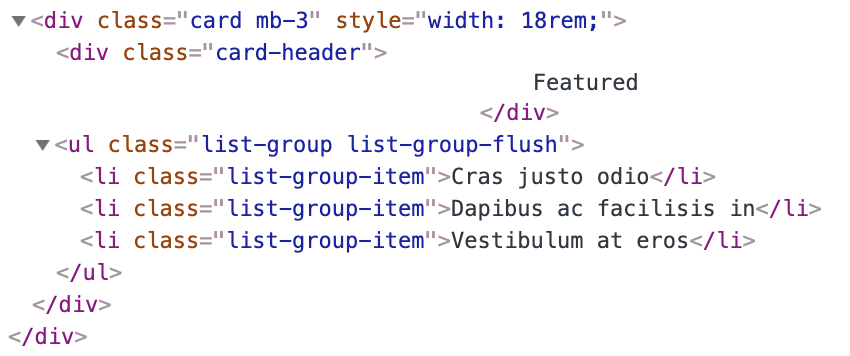 <div class="card mb-3" style="width: 18rem;">
<div class="card-header">
Featured
</div>
<ul class="list-group list-group-flush">
<li class="list-group-item">Cras justo odio</li>
<li class="list-group-item">Dapibus ac facilisis in</li>
<li class="list-group-item">Vestibulum at eros</li>
</ul>
</div>
</div>